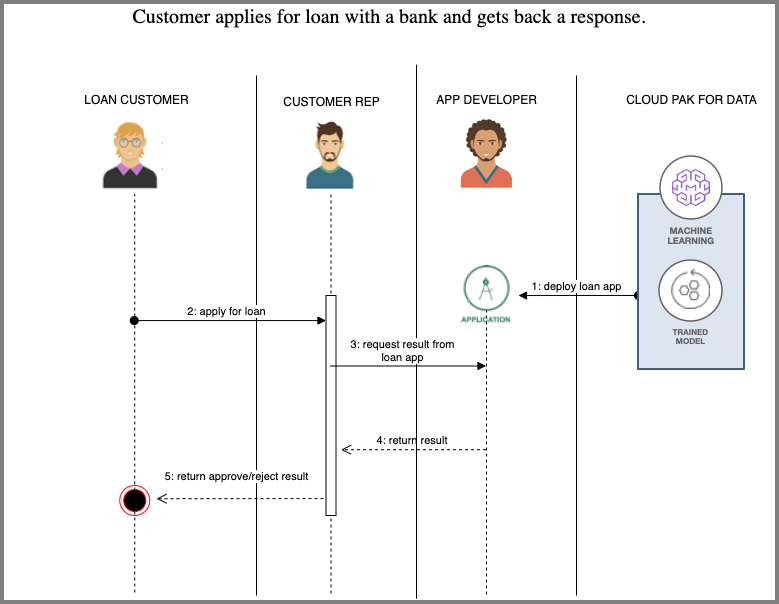 Customer applies for loan with a bank and gets back a response.
LOAN CUSTOMER
CUSTOMER REP
APP DEVELOPER
CLOUD PAK FOR DATA
MACHINE
LEARNING
1: deploy loan app
2: apply for loan
APPLICATION
TRAINED
MODEL
3: request result from
loan app
4: return result
5: return approve/reject result